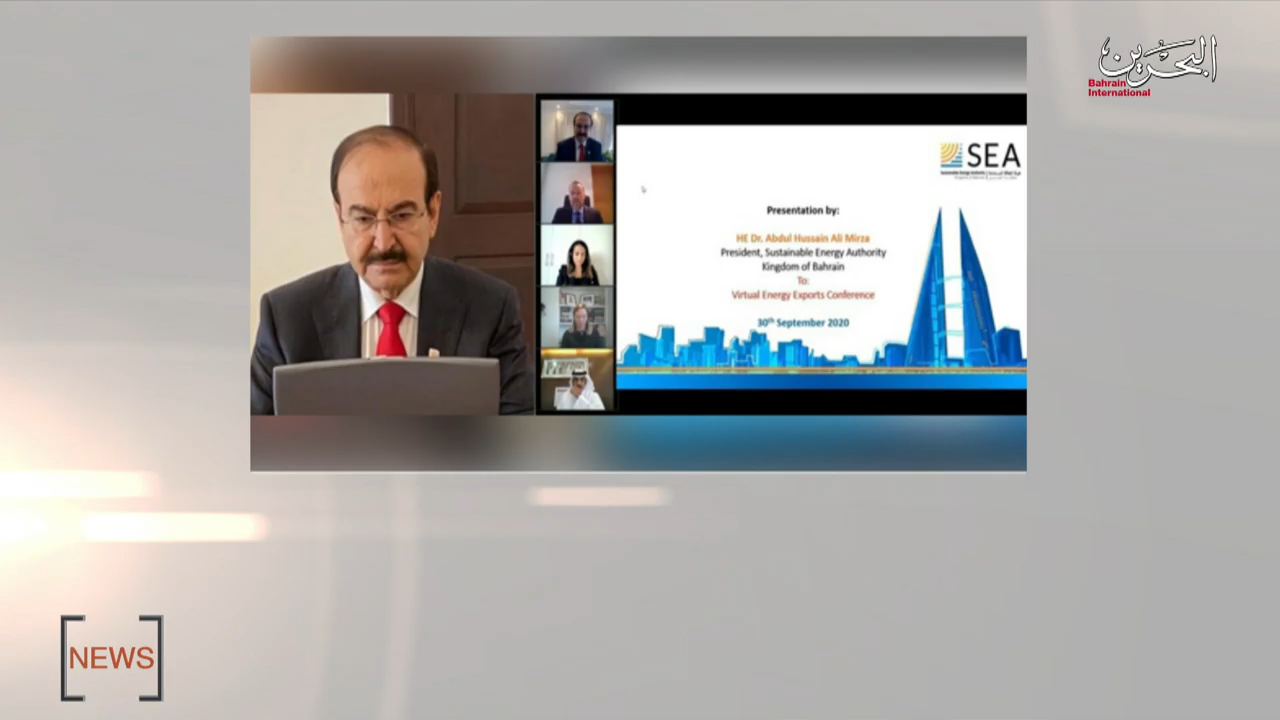 البحرين
Bahrain
International
SEA
Presentation by:
HE Dr. Abdul Hussain Ali Mirza
President, Sustainable Energy Authority
Kingdom of Bahrain
To:
Virtual Energy Exports Conference
30th September 2020
NEWS